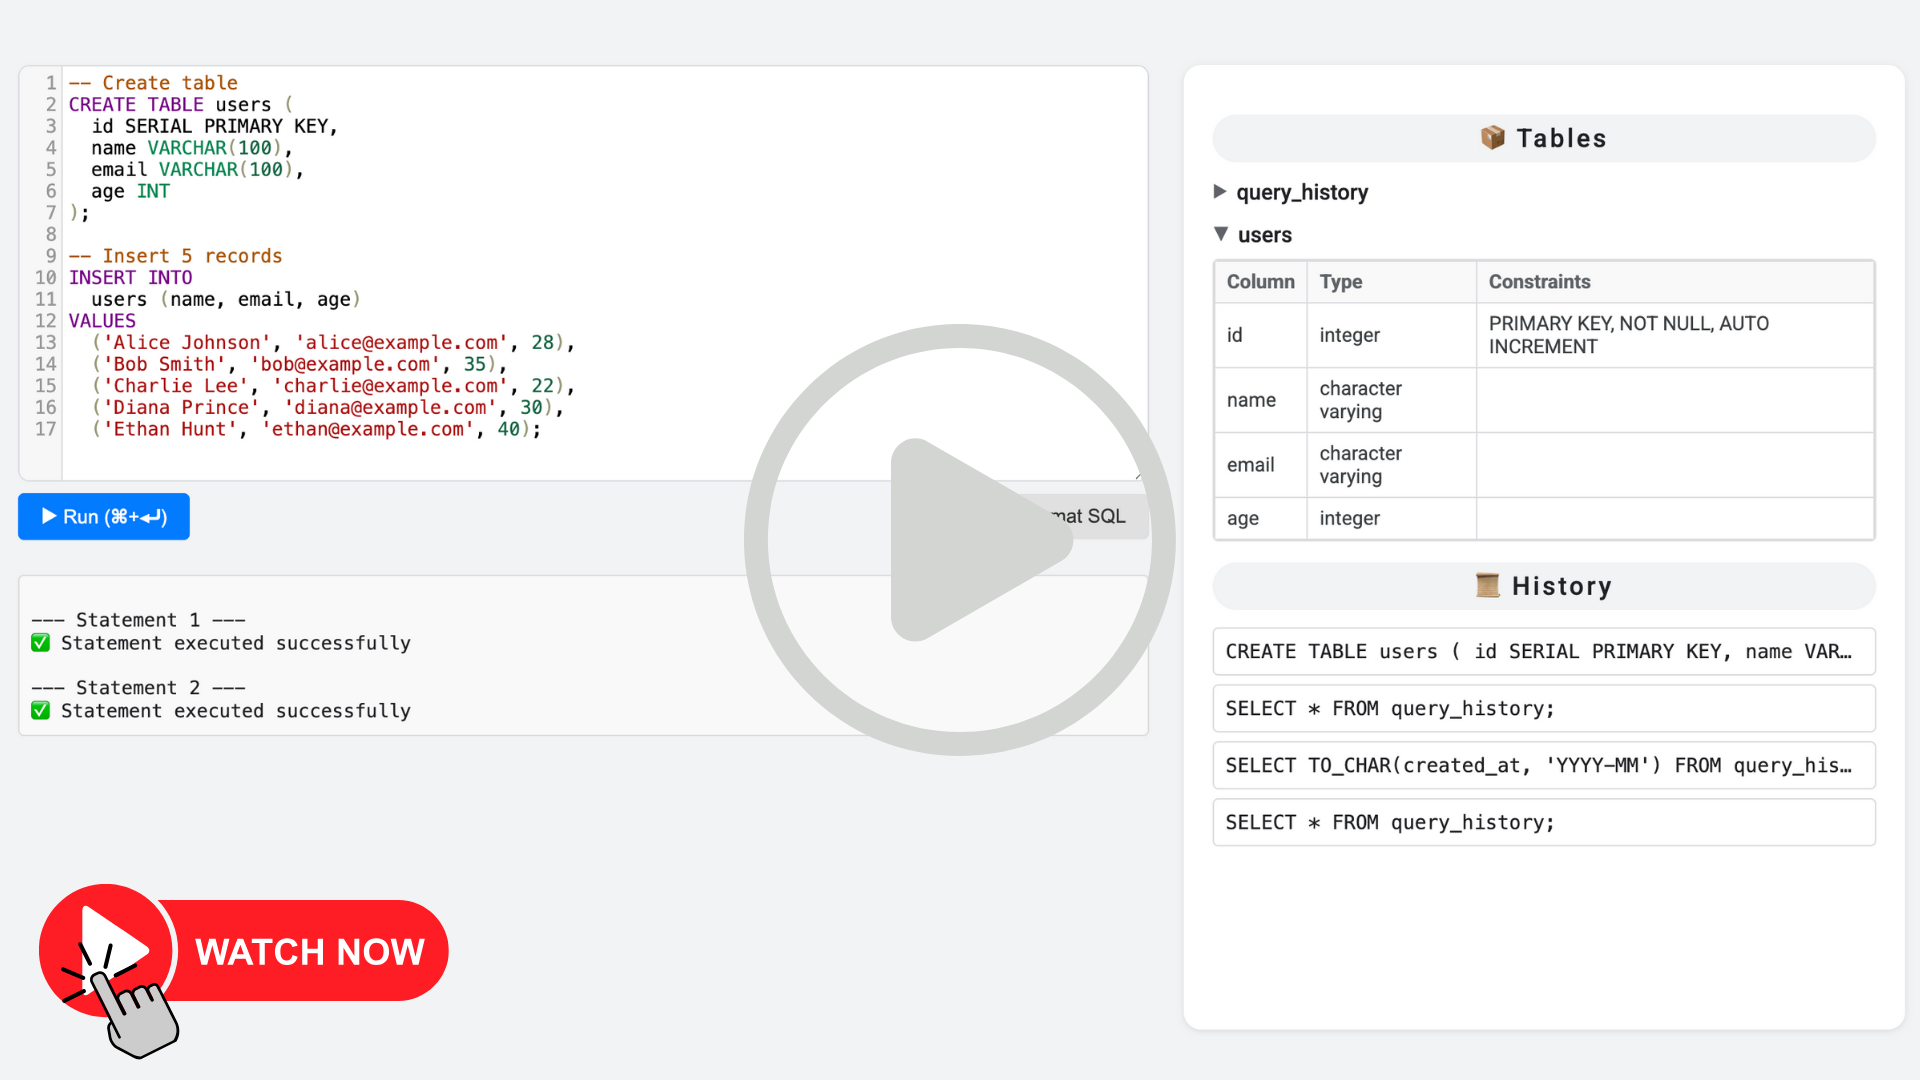 1 -- Create table
2 CREATE TABLE users (
3 id SERIAL PRIMARY KEY,
4 name VARCHAR(100),
5 email VARCHAR(100),
6 age INT
7 );
8
9 -- Insert 5 records
10 INSERT INTO
11 users (name, email, age)
12 VALUES
13 ('Alice Johnson', 'alice@example.com', 28),
14 ('Bob Smith', 'bob@example.com', 35),
15 ('Charlie Lee', 'charlie@example.com', 22),
16 ('Diana Prince', 'diana@example.com', 30),
17 ('Ethan Hunt', 'ethan@example.com', 40);
▶ Run (⌘+↵)
SQL
--- Statement 1 ---
✅ Statement executed successfully
--- Statement 2 ---
✅ Statement executed successfully
WATCH NOW
📦 Tables
▶ query_history
▼ users
Column Type Constraints
id integer PRIMARY KEY, NOT NULL, AUTO
INCREMENT
name character
varying
email character
varying
age integer
📜 History
CREATE TABLE users ( id SERIAL PRIMARY KEY, name VAR…
SELECT * FROM query_history;
SELECT TO_CHAR(created_at, 'YYYY-MM') FROM query_his…
SELECT * FROM query_history;